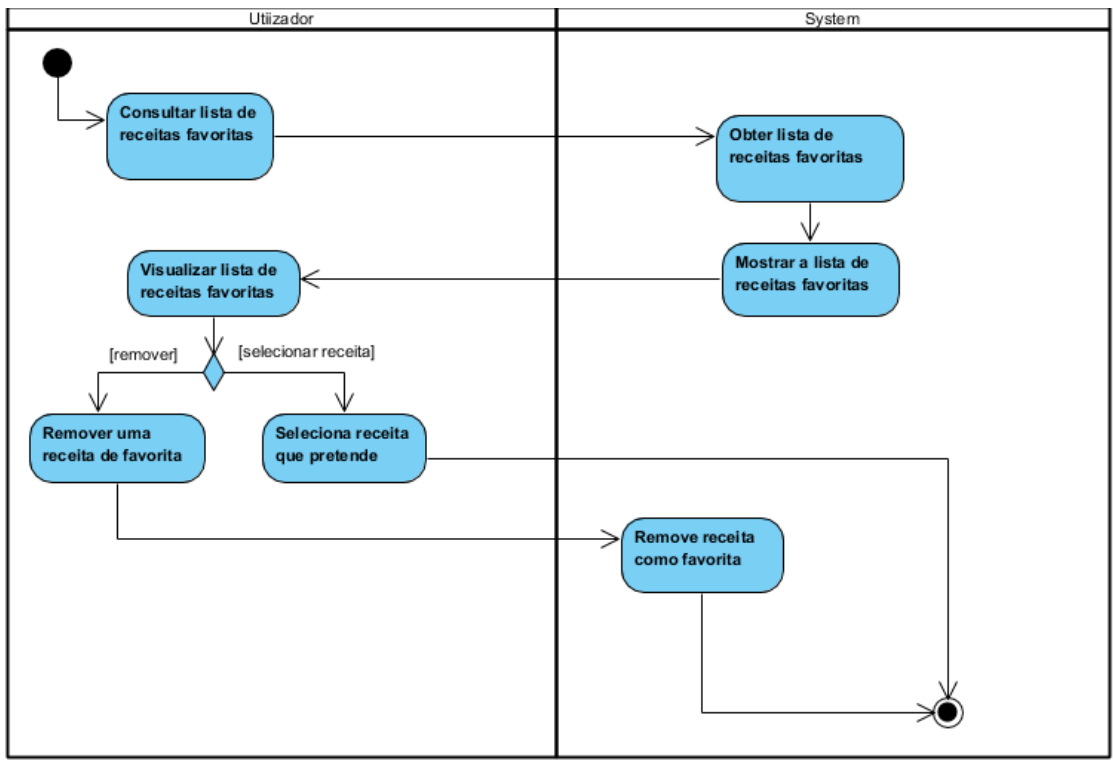 Utiizador
System
Consultar lista de
receitas favoritas
Obter lista de
receitas favoritas
Mostrar a lista de
receitas favoritas
Visualizar lista de
receitas favoritas
[remover]
[selecionar receita]
Remover uma
receita de favorita
Seleciona receita
que pretende
Remove receita
como favorita